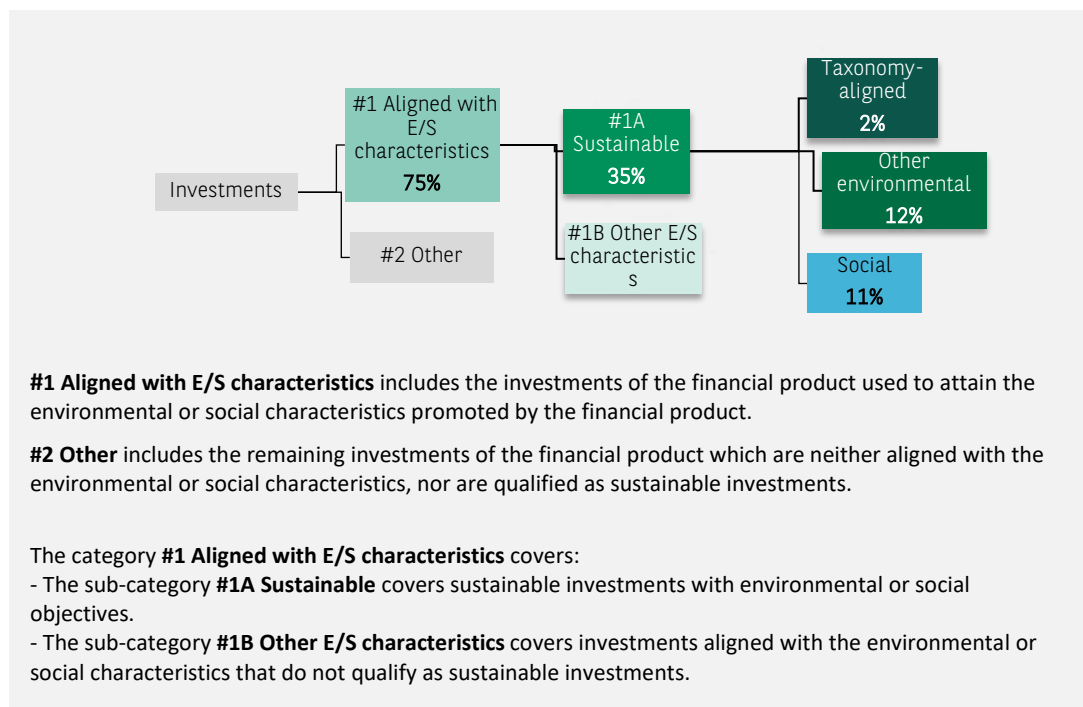 Investments
#1 Aligned with
E/S
characteristics
75%
#2 Other
#1A
Sustainable
35%
#1B Other E/S
characteristic
s
Taxonomy-
aligned
2%
Other
environmental
12%
Social
11%
#1 Aligned with E/S characteristics includes the investments of the financial product used to attain the
environmental or social characteristics promoted by the financial product.
#2 Other includes the remaining investments of the financial product which are neither aligned with the
environmental or social characteristics, nor are qualified as sustainable investments.
The category #1 Aligned with E/S characteristics covers:
- The sub-category #1A Sustainable covers sustainable investments with environmental or social
objectives.
- The sub-category #1B Other E/S characteristics covers investments aligned with the environmental or
social characteristics that do not qualify as sustainable investments.